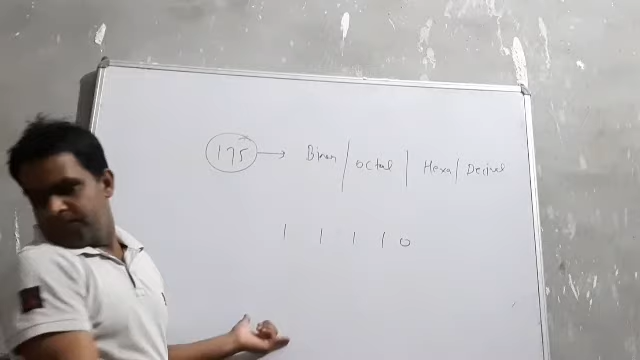 175 → Binary / Octal | Hexa / Decimal
1 1 1 1 0